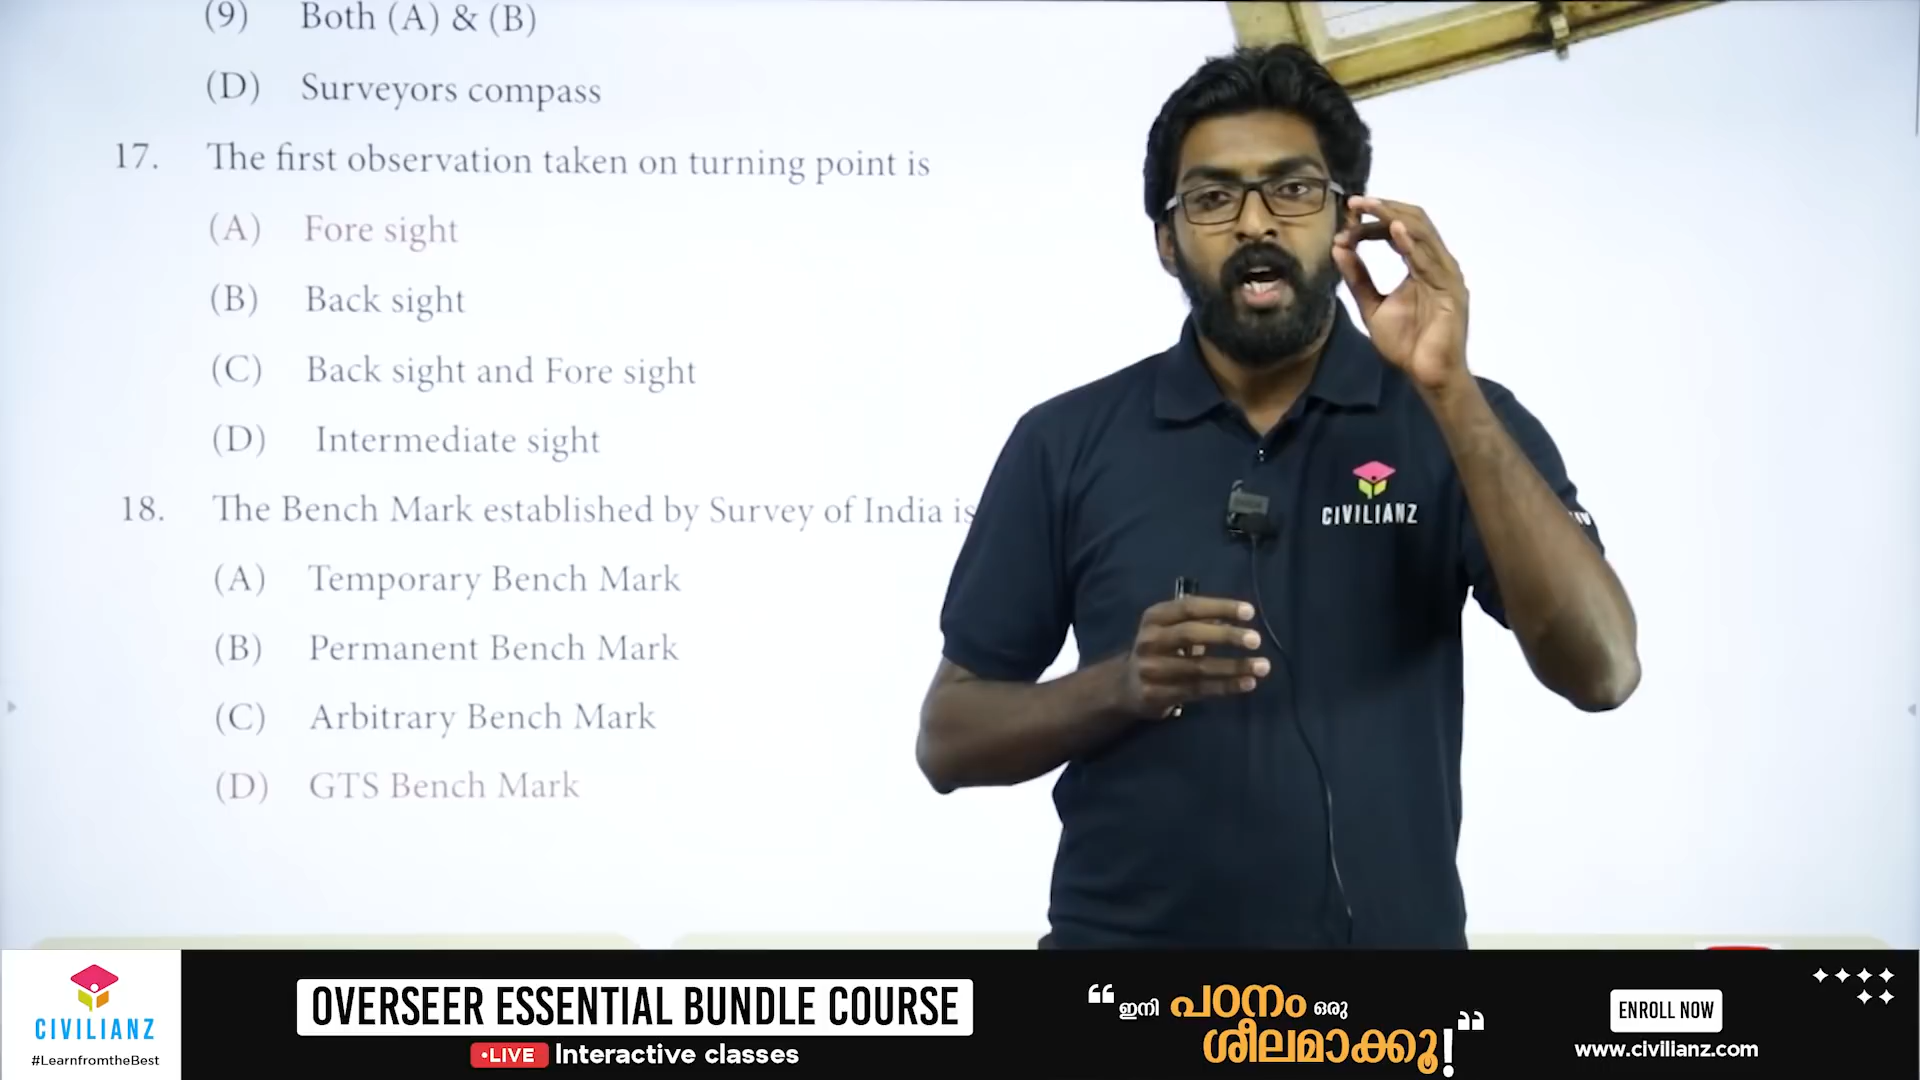 (9) Both (A) & (B)
(D) Surveyors compass
17. The first observation taken on turning point is
(A) Fore sight
(B) Back sight
(C) Back sight and Fore sight
(D) Intermediate sight
18. The Bench Mark established by Survey of India is
(A) Temporary Bench Mark
(B) Permanent Bench Mark
(C) Arbitrary Bench Mark
(D) GTS Bench Mark
CIVILIANZ
CIVILIANZ
#LearnfromtheBest
OVERSEER ESSENTIAL BUNDLE COURSE
•LIVE Interactive classes
“ഇനി പഠനം ഒരു
ശീലമാക്കൂ!”
ENROLL NOW
www.civilianz.com